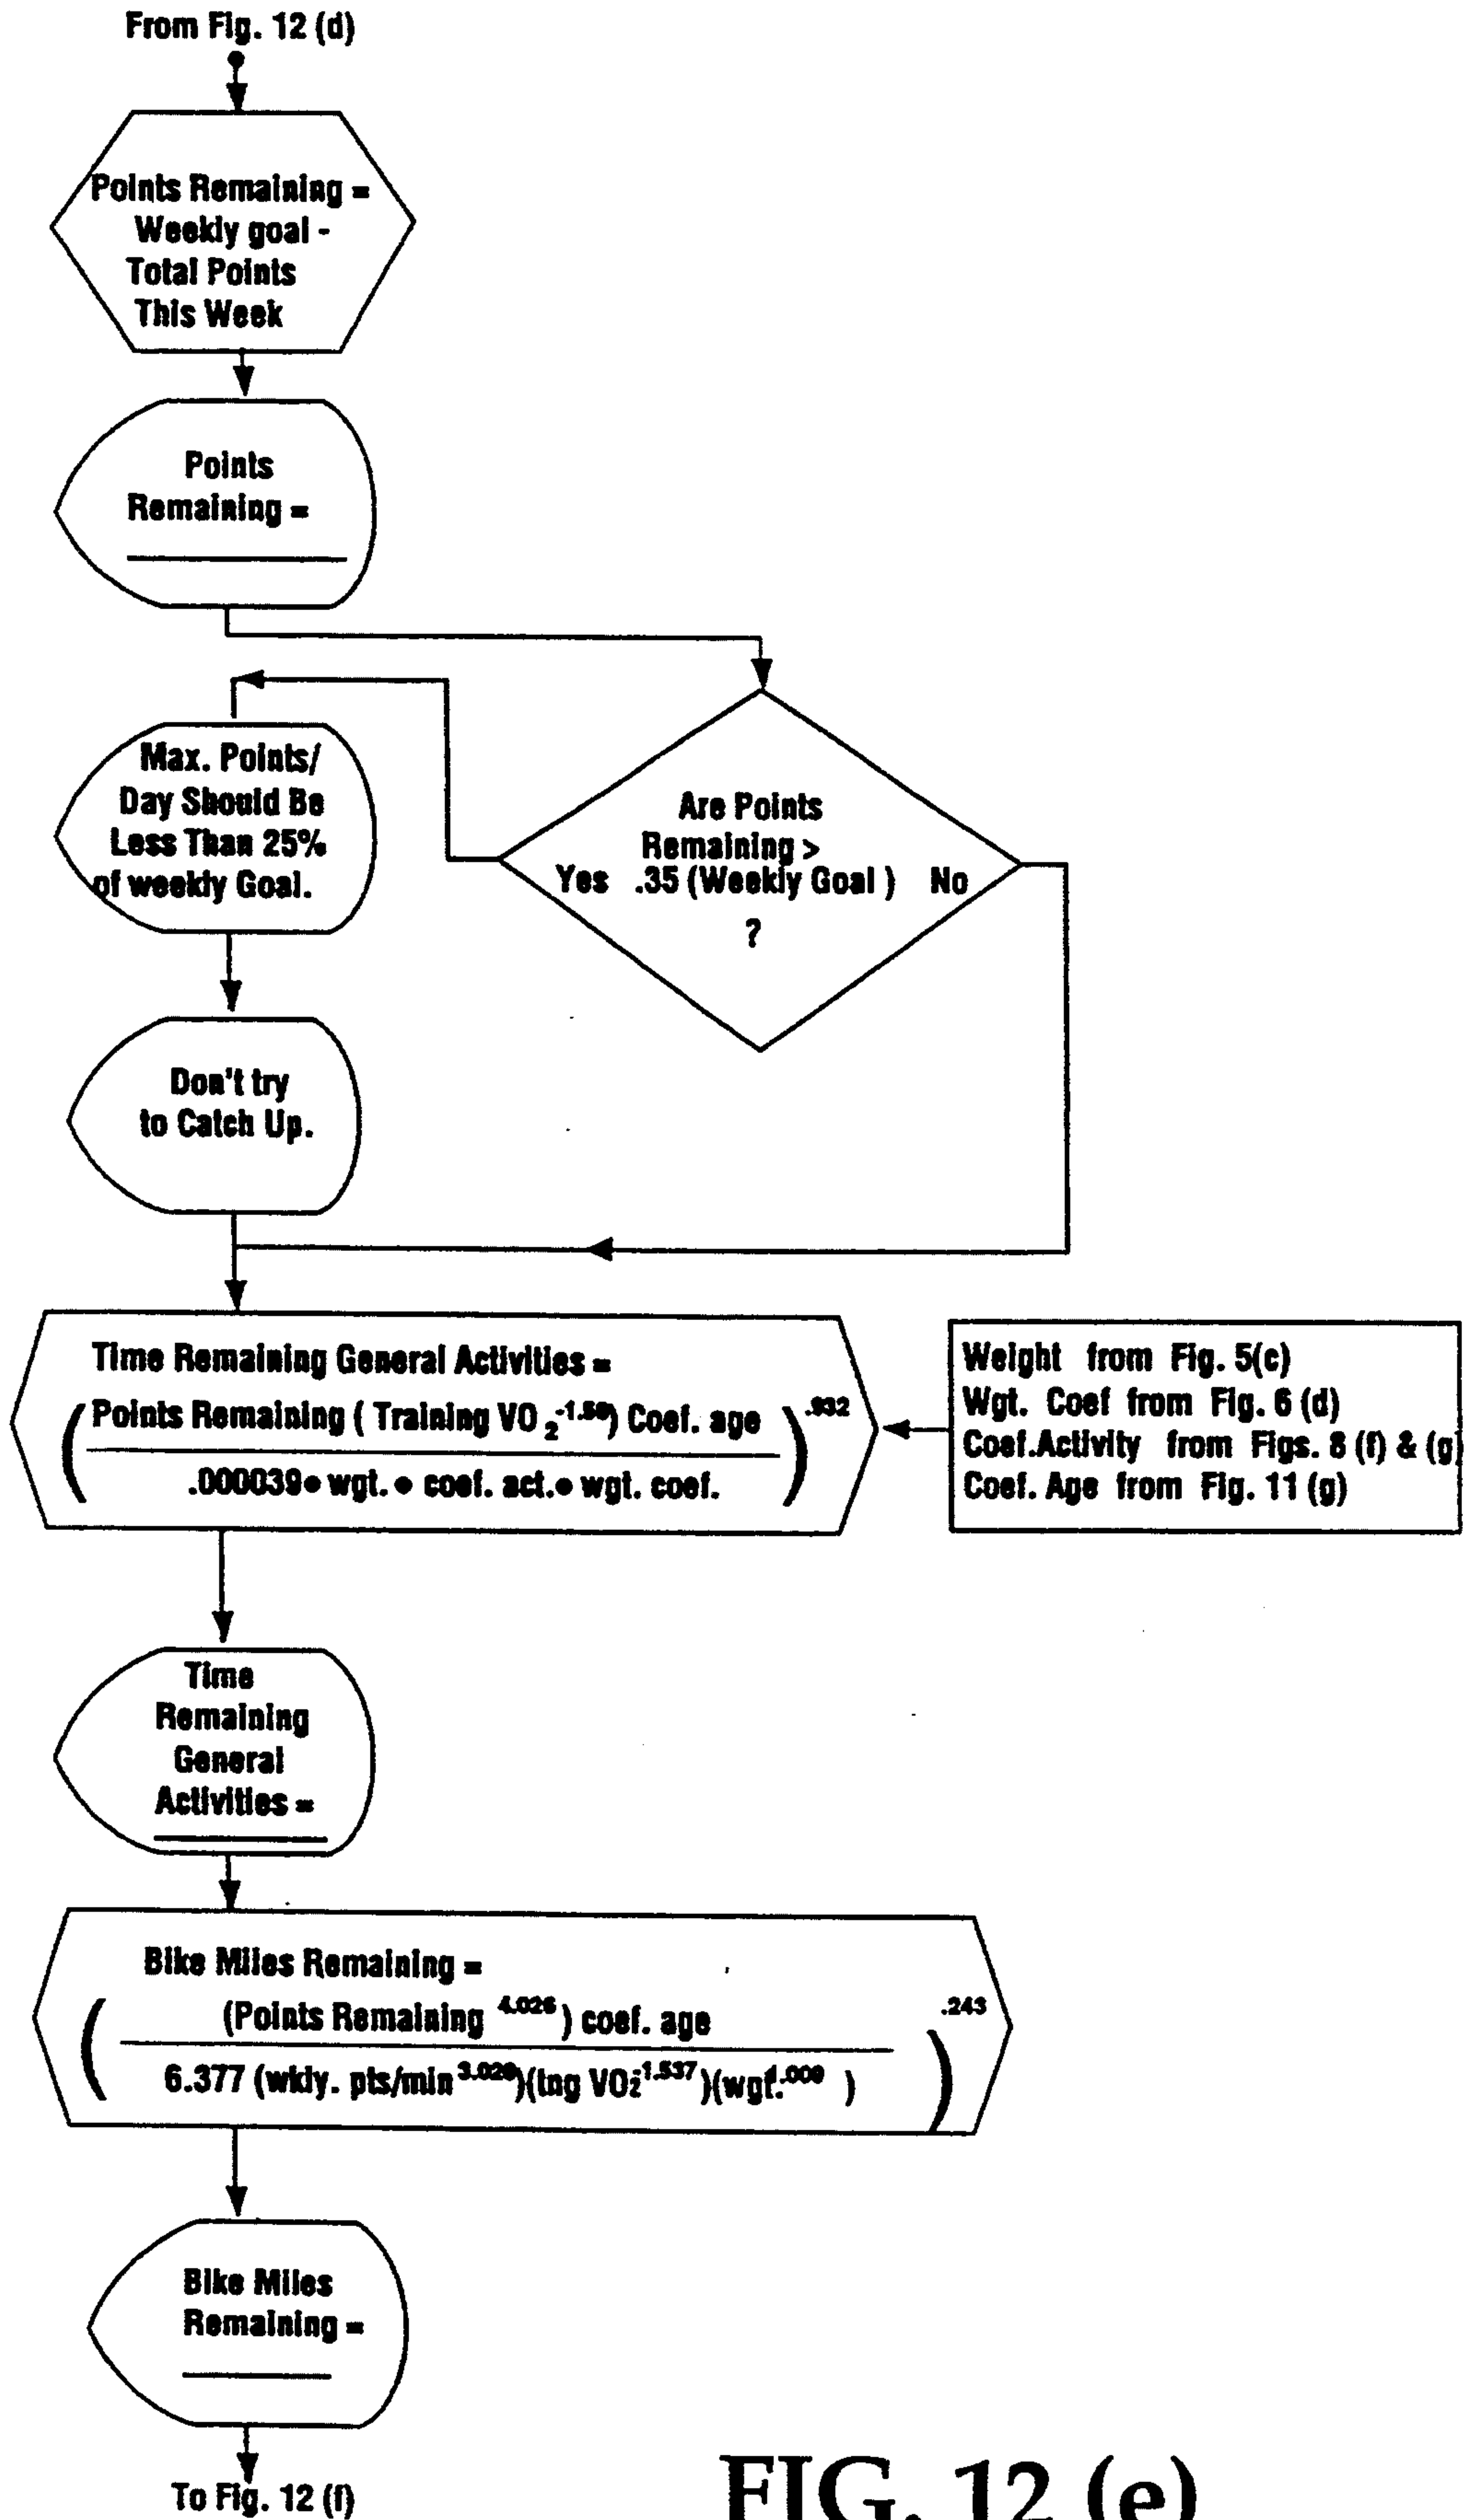 From Fig. 12 (d)
Points Remaining =
Weekly goal -
Total Points
This Week
Points
Remaining =
Max. Points/
Day Should Be
Less Than 25%
of weekly Goal.
Are Points
Remaining >
Yes .35 (Weekly Goal ) No
?
Don't try
to Catch Up.
Time Remaining General Activities =
( Points Remaining ( Training VO 2 -1.56) Coef. age ) .932
.000039• wgt. • coef. act.• wgt. coef.
Weight from Fig. 5(c)
Wgt. Coef from Fig. 6 (d)
Coef.Activity from Figs. 8 (f) & (g)
Coef. Age from Fig. 11 (g)
Time
Remaining
General
Activities =
Bike Miles Remaining =
( (Points Remaining 4.026 ) coef. age ) .243
6.377 (wkly. pts/min 3.026)(tng VO2 -1.537)(wgt. .009 )
Bike Miles
Remaining =
To Fig. 12 (f)
FIG. 12 (e)